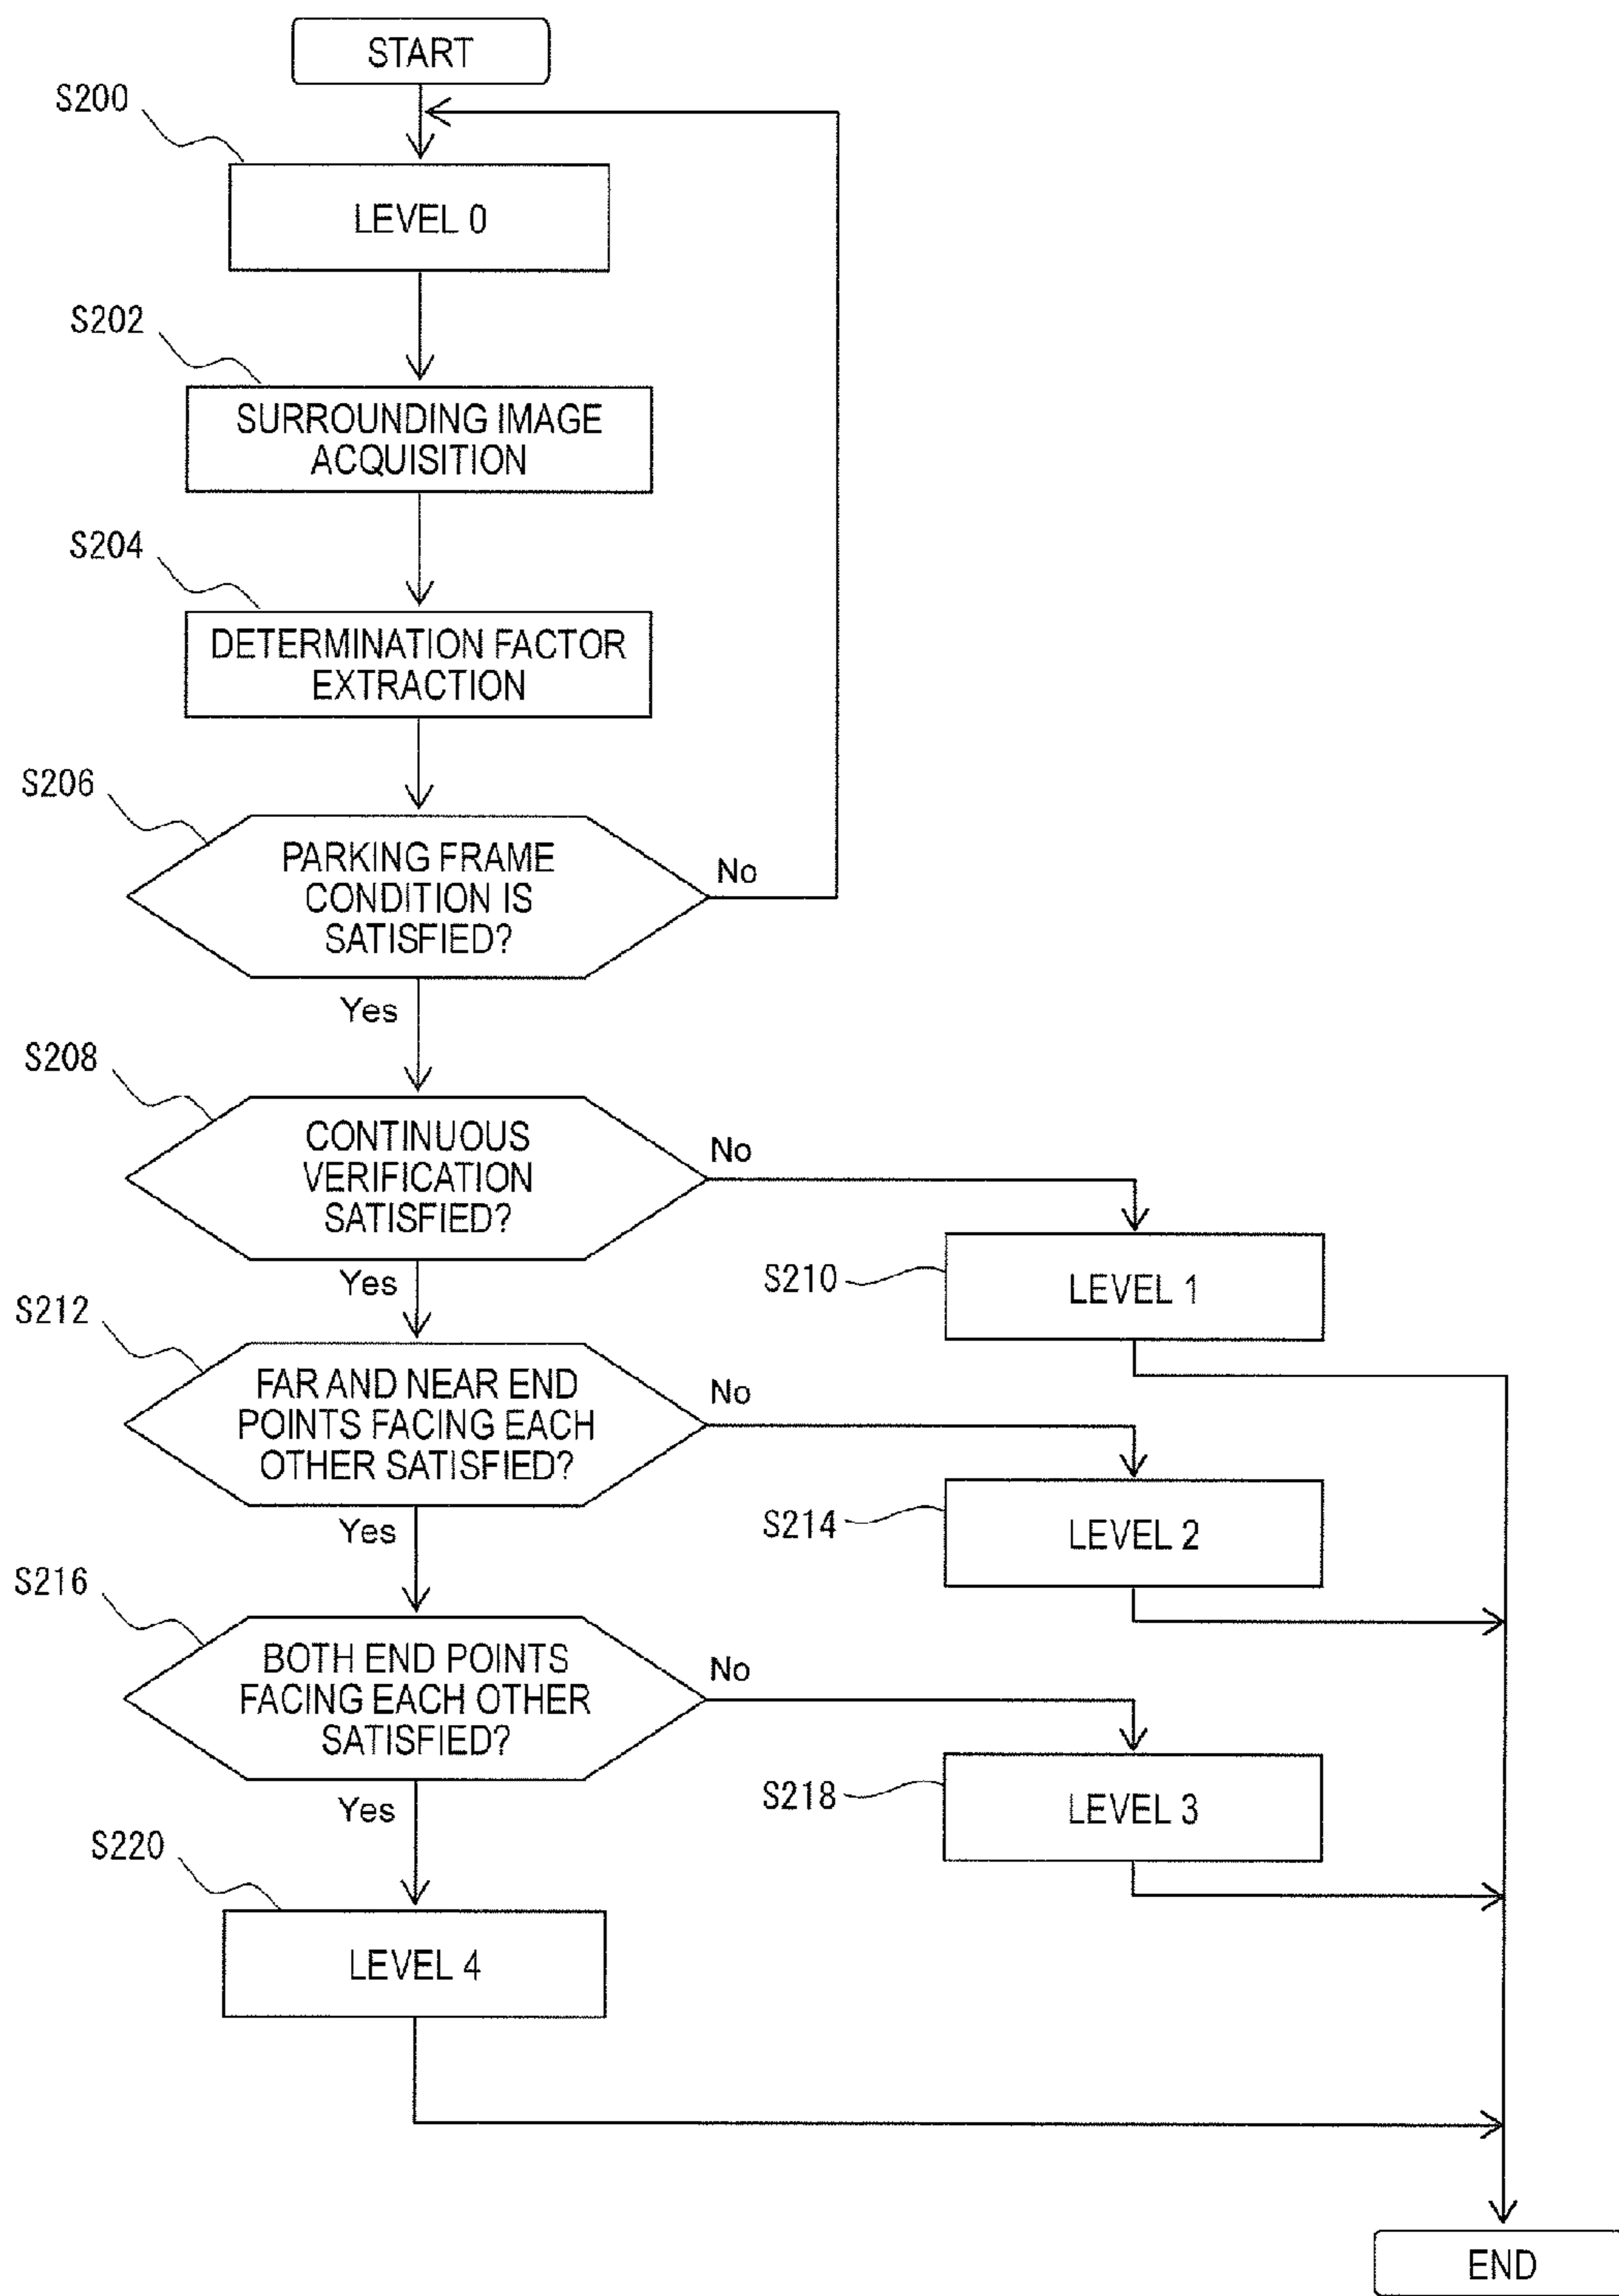 START
S200
LEVEL 0
S202
SURROUNDING IMAGE
ACQUISITION
S204
DETERMINATION FACTOR
EXTRACTION
S206
PARKING FRAME
CONDITION IS
SATISFIED?
No
Yes
S208
CONTINUOUS
VERIFICATION
SATISFIED?
No
Yes
S210
LEVEL 1
S212
FAR AND NEAR END
POINTS FACING EACH
OTHER SATISFIED?
No
Yes
S214
LEVEL 2
S216
BOTH END POINTS
FACING EACH OTHER
SATISFIED?
No
Yes
S218
LEVEL 3
S220
LEVEL 4
END